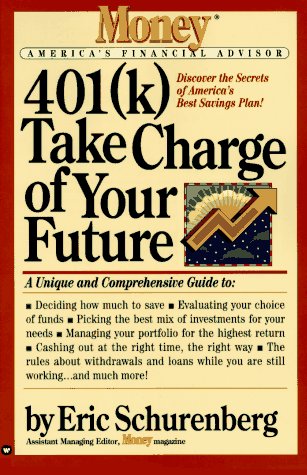 Money®
AMERICA'S FINANCIAL ADVISOR
401(k)
Discover the Secrets
of America's
Best Savings Plan!
Take Charge
of Your
Future
A Unique and Comprehensive Guide to:
■ Deciding how much to save ■ Evaluating your choice
of funds ■ Picking the best mix of investments for your
needs ■ Managing your portfolio for the highest return
■ Cashing out at the right time, the right way ■ The
rules about withdrawals and loans while you are
still working...and much more!
by Eric Schurenberg
Assistant Managing Editor, Money magazine